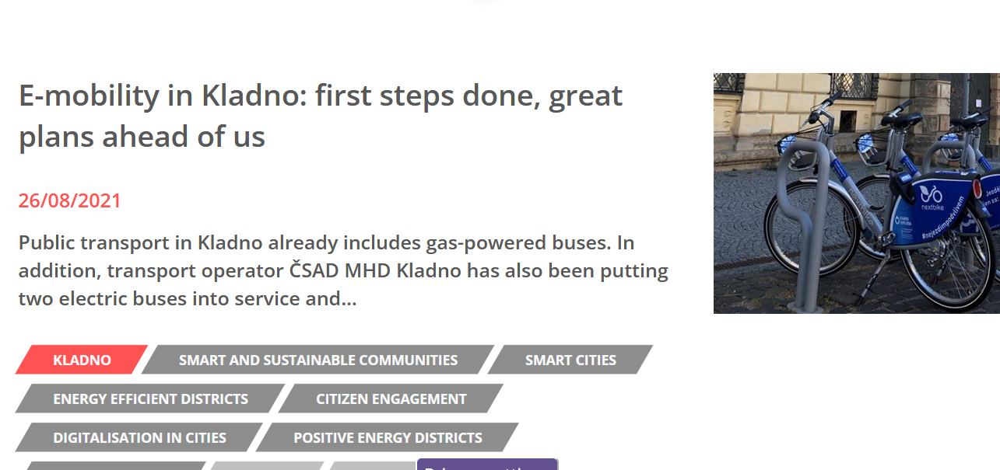 E-mobility in Kladno: first steps done, great
plans ahead of us
26/08/2021
Public transport in Kladno already includes gas-powered buses. In
addition, transport operator ČSAD MHD Kladno has also been putting
two electric buses into service and...
nextbike
#nejezdimpodvlivem
KLADNO
SMART AND SUSTAINABLE COMMUNITIES
SMART CITIES
ENERGY EFFICIENT DISTRICTS
CITIZEN ENGAGEMENT
DIGITALISATION IN CITIES
POSITIVE ENERGY DISTRICTS